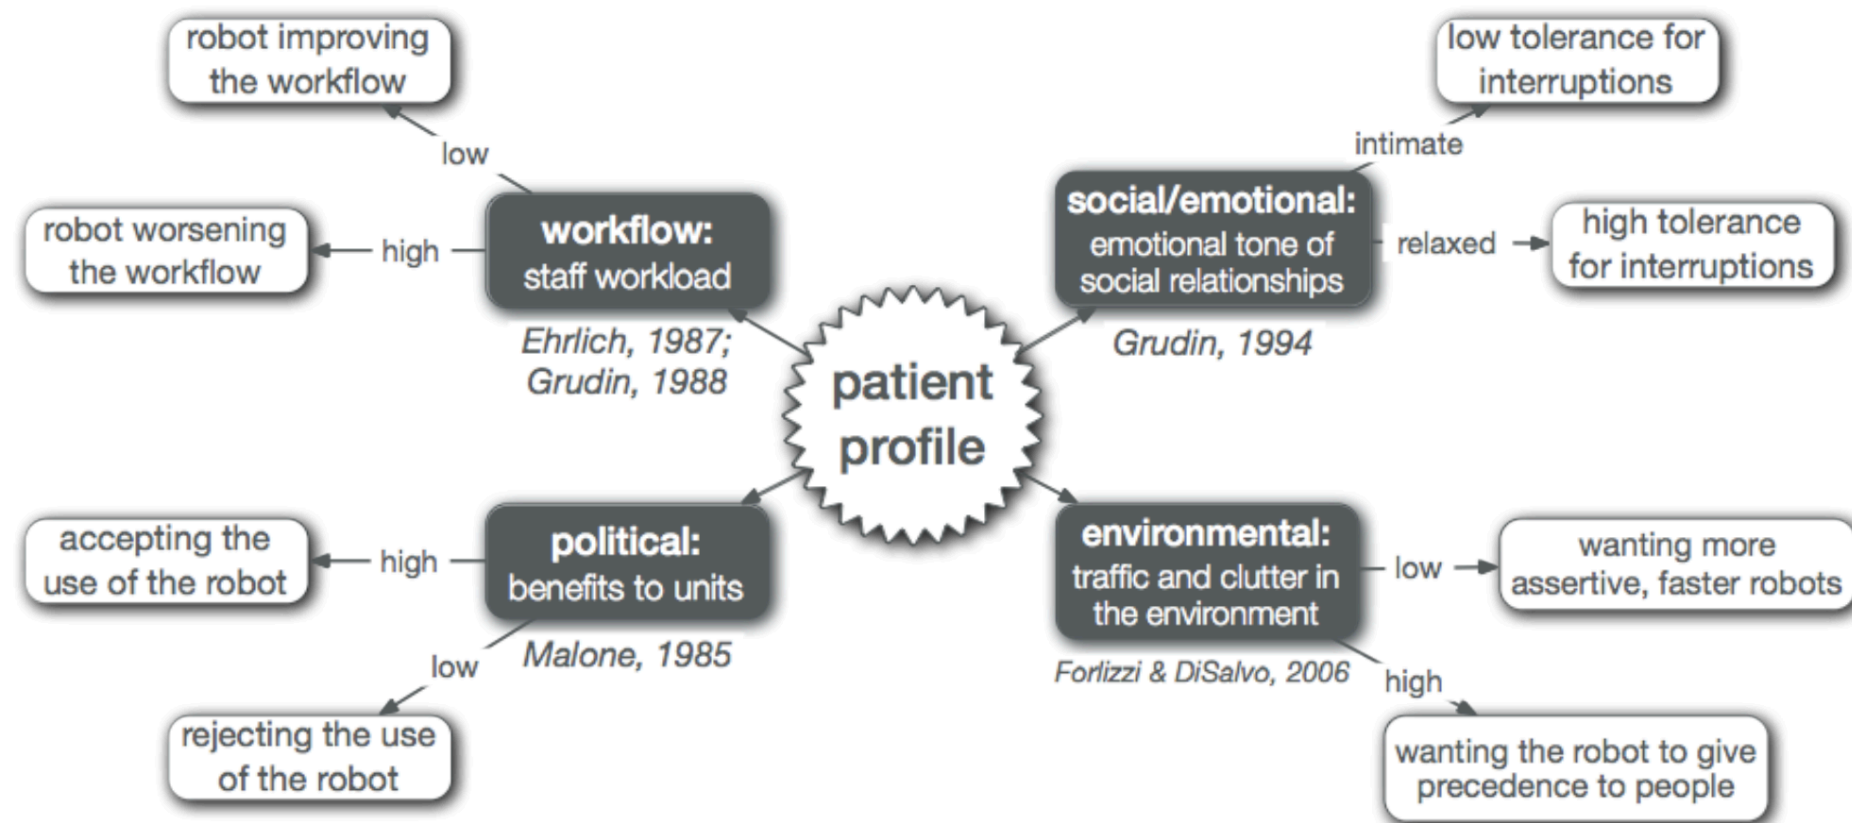 robot improving
the workflow
low
robot worsening
the workflow
high
workflow:
staff workload
Ehrlich, 1987;
Grudin, 1988
low tolerance for
interruptions
intimate
social/emotional:
emotional tone of
social relationships
relaxed
high tolerance
for interruptions
Grudin, 1994
patient
profile
accepting the
use of the robot
high
political:
benefits to units
Malone, 1985
low
rejecting the use
of the robot
environmental:
traffic and clutter in
the environment
Forlizzi & DiSalvo, 2006
low
wanting more
assertive, faster robots
high
wanting the robot to give
precedence to people